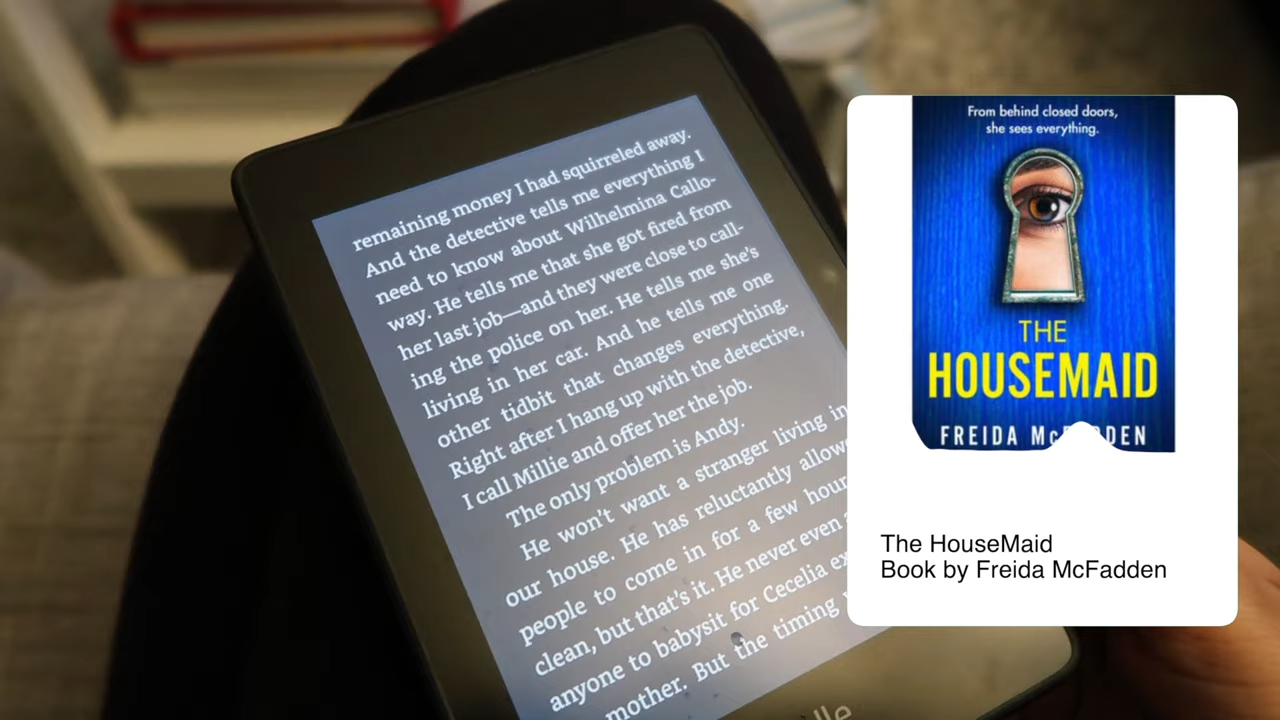 remaining money I had squirreled away.
And the detective tells me everything I
need to know about Wilhelmina Callo-
way. He tells me that she got fired from
her last job—and they were close to call-
ing the police on her. He tells me she's
living in her car. And he tells me one
other tidbit that changes everything.
Right after I hang up with the detective,
I call Millie and offer her the job.
The only problem is Andy.
He won't want a stranger living in
our house. He has reluctantly allow
people to come in for a few hour
clean, but that's it. He never even
anyone to babysit for Cecelia ex
mother. But the timing
From behind closed doors,
she sees everything.
THE
HOUSEMAID
FREIDA
The HouseMaid
Book by Freida McFadden